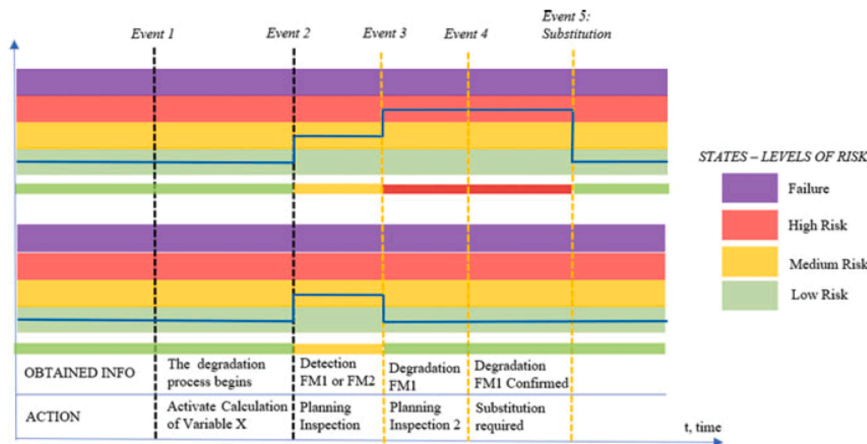 Event 5:
Event 1 Event 2 Event 3 Event 4 Substitution
STATES – LEVELS OF RISK
Failure
High Risk
Medium Risk
Low Risk
OBTAINED INFO
The degradation
process begins
Detection
FM1 or FM2
Degradation
FM1
Degradation
FM1 Confirmed
ACTION
Activate Calculation
of Variable X
Planning
Inspection
Planning
Inspection 2
Substitution
required
t, time